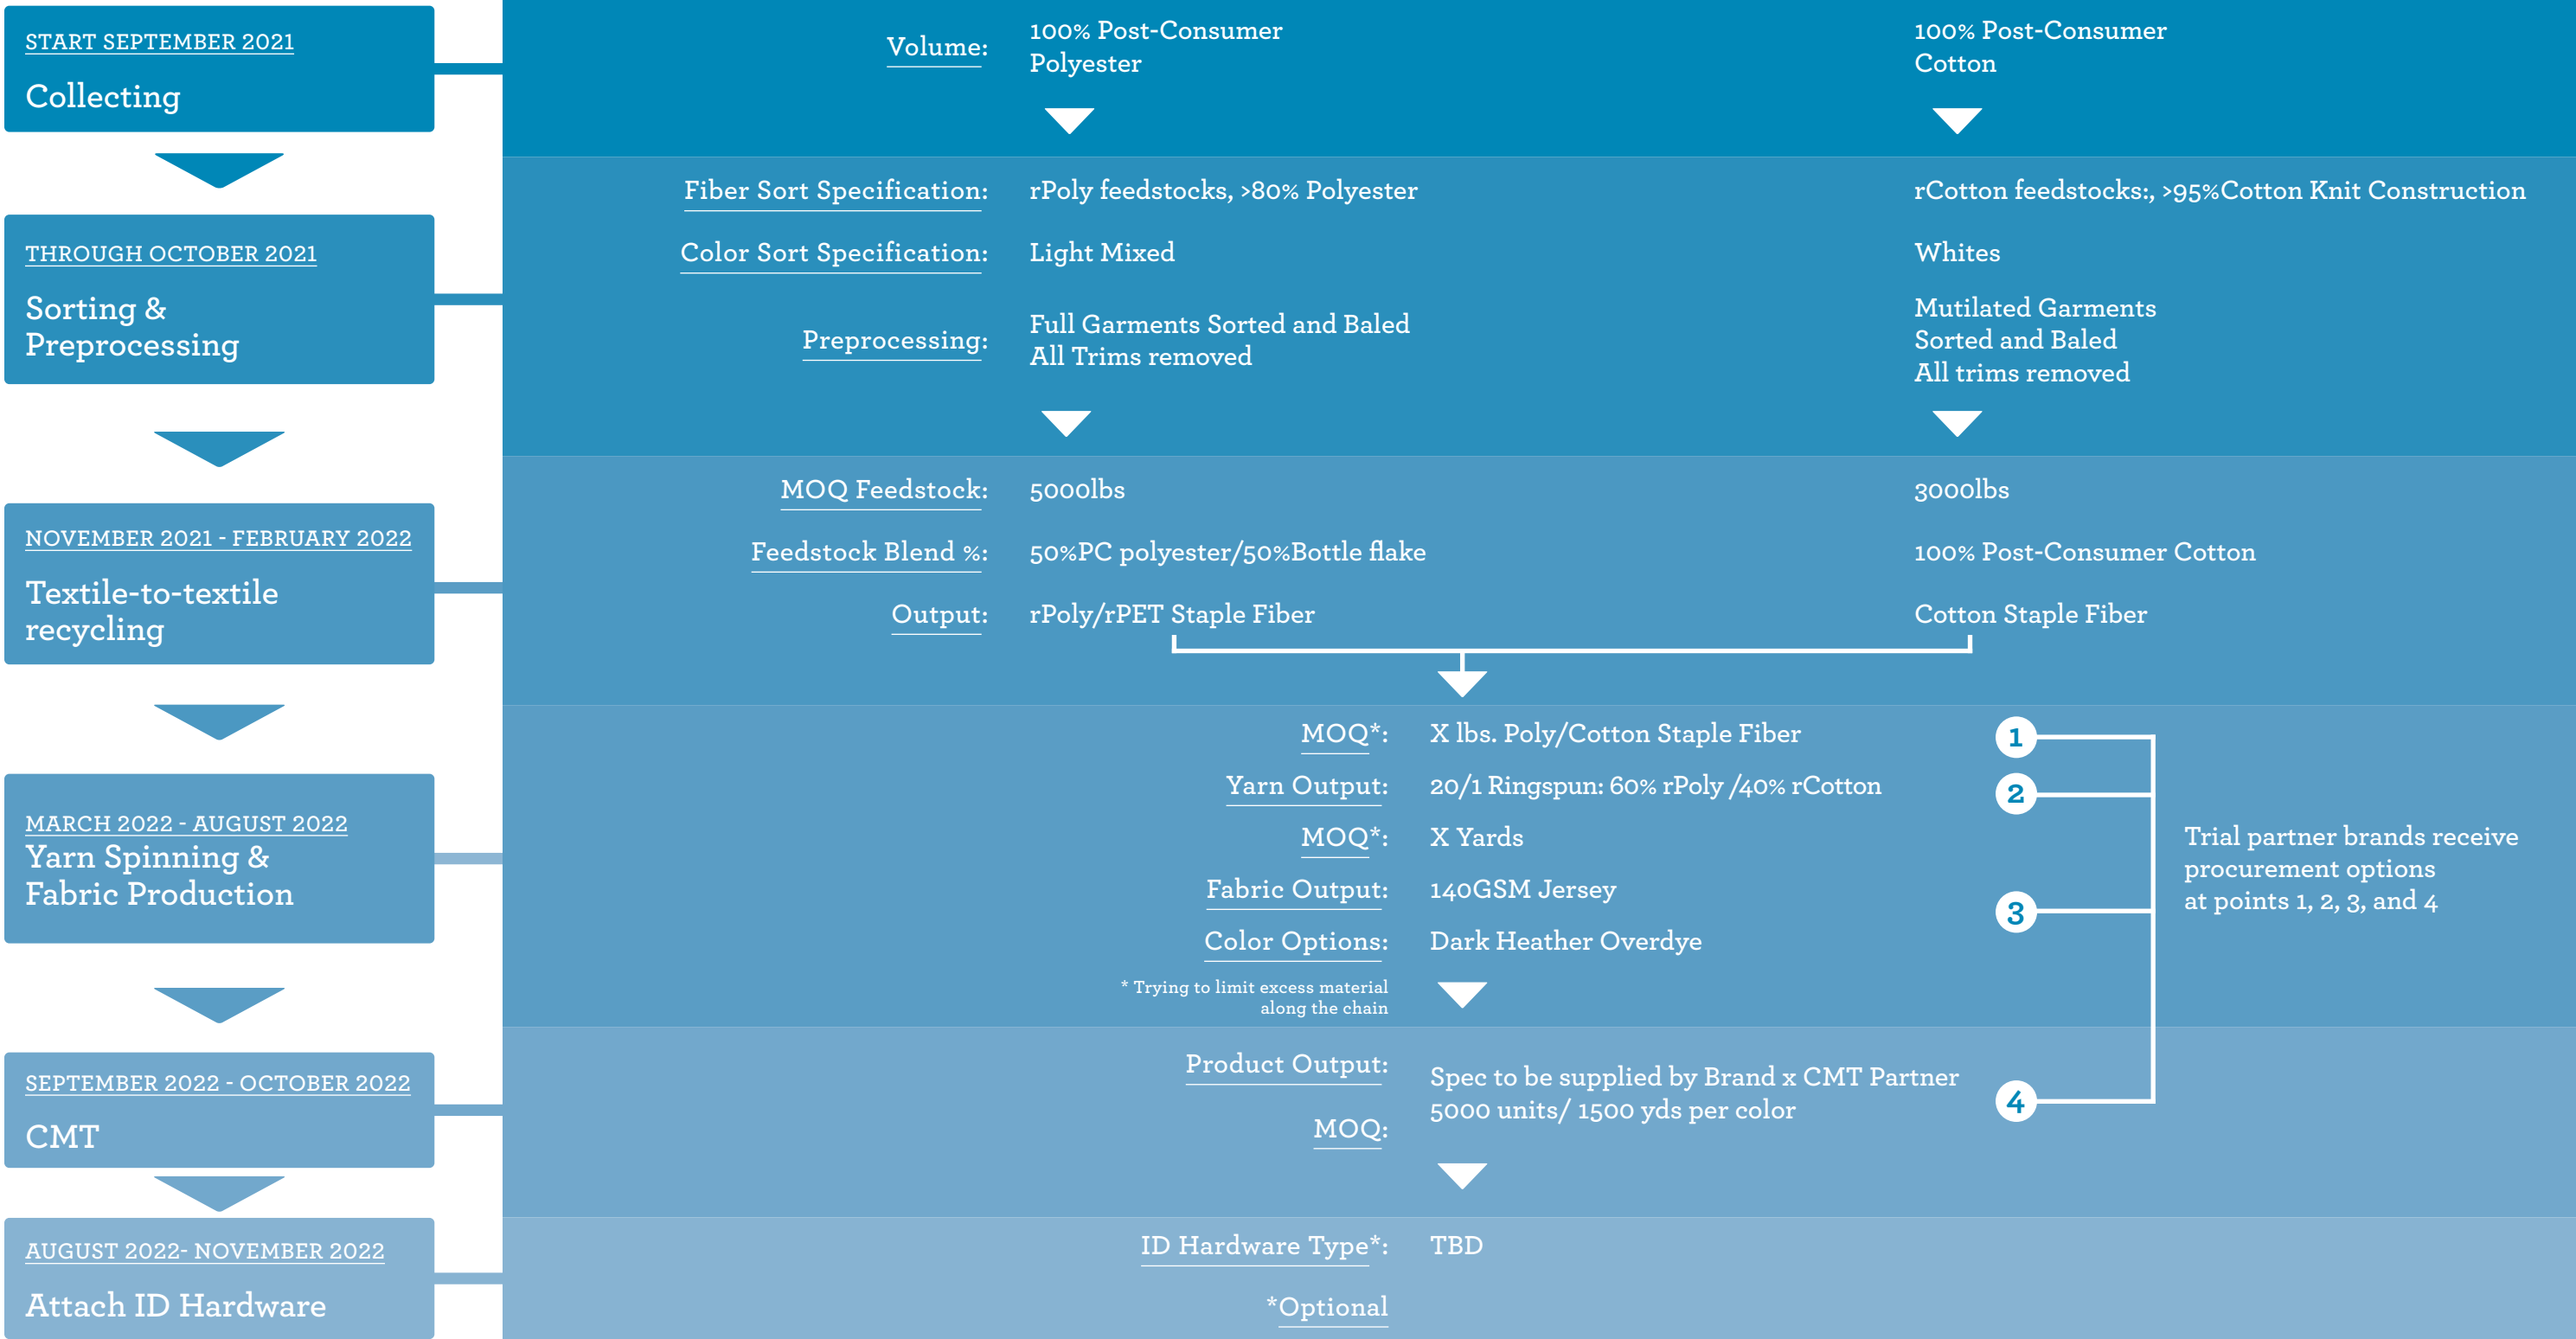 START SEPTEMBER 2021
Collecting
Volume:
100% Post-Consumer
Polyester
100% Post-Consumer
Cotton
THROUGH OCTOBER 2021
Sorting &
Preprocessing
Fiber Sort Specification:
rPoly feedstocks, >80% Polyester
rCotton feedstocks:, >95%Cotton Knit Construction
Color Sort Specification:
Light Mixed
Whites
Preprocessing:
Full Garments Sorted and Baled
All Trims removed
Mutilated Garments
Sorted and Baled
All trims removed
NOVEMBER 2021 - FEBRUARY 2022
Textile-to-textile
recycling
MOQ Feedstock:
5000lbs
3000lbs
Feedstock Blend %:
50%PC polyester/50%Bottle flake
100% Post-Consumer Cotton
Output:
rPoly/rPET Staple Fiber
Cotton Staple Fiber
MARCH 2022 - AUGUST 2022
Yarn Spinning &
Fabric Production
MOQ*:
X lbs. Poly/Cotton Staple Fiber
1
Yarn Output:
20/1 Ringspun: 60% rPoly /40% rCotton
2
MOQ*:
X Yards
Fabric Output:
140GSM Jersey
3
Color Options:
Dark Heather Overdye
* Trying to limit excess material
along the chain
Trial partner brands receive
procurement options
at points 1, 2, 3, and 4
SEPTEMBER 2022 - OCTOBER 2022
CMT
Product Output:
Spec to be supplied by Brand x CMT Partner
MOQ:
5000 units/ 1500 yds per color
4
AUGUST 2022- NOVEMBER 2022
Attach ID Hardware
ID Hardware Type*:
TBD
*Optional